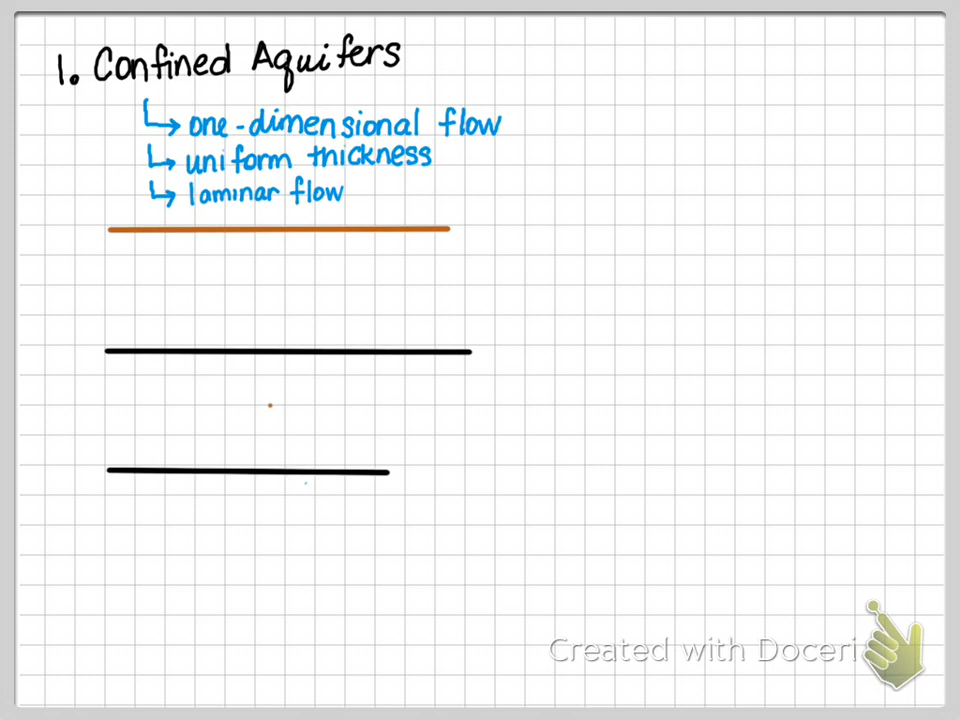 1. Confined Aquifers
↳ one-dimensional flow
↳ uniform thickness
↳ laminar flow
Created with Doceri